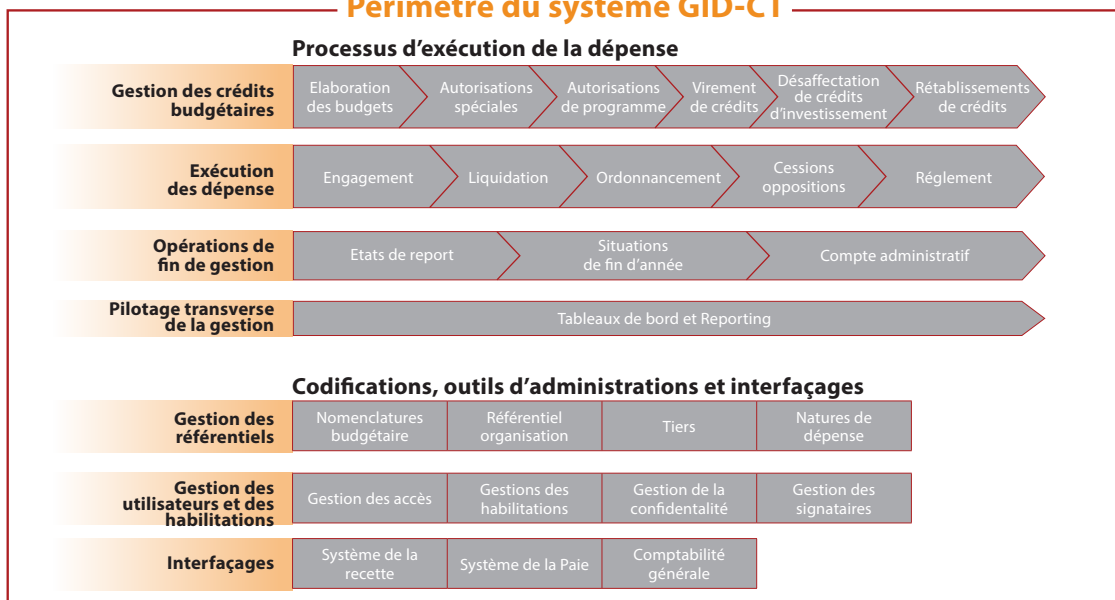 Périmètre du système GID-CT
Processus d'exécution de la dépense
Gestion des crédits
budgétaires
Elaboration
des budgets
Autorisations
spéciales
Autorisations
de programme
Virement
de crédits
Désaffectation
de crédits
d'investissement
Rétablissements
de crédits
Exécution
des dépense
Engagement
Liquidation
Ordonnancement
Cessions
oppositions
Réglement
Opérations de
fin de gestion
Etats de report
Situations
de fin d'année
Compte administratif
Pilotage transverse
de la gestion
Tableaux de bord et Reporting
Codifications, outils d'administrations et interfaçages
Gestion des
référentiels
Nomenclatures
budgétaire
Référentiel
organisation
Tiers
Natures de
dépense
Gestion des
utilisateurs et des
habilitations
Gestion des accès
Gestions des
habilitations
Gestion de la
confidentalité
Gestion des
signataires
Interfaçages
Système de la
recette
Système de la Paie
Comptabilité
générale